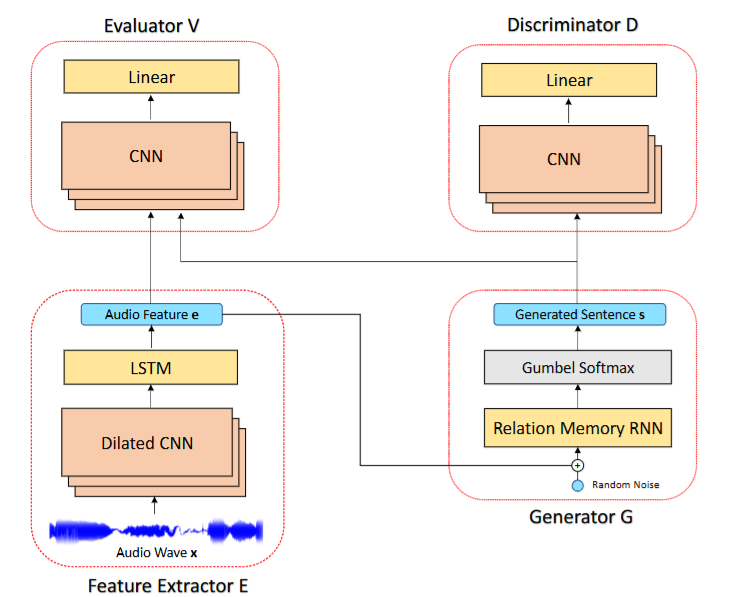 Evaluator V
Linear
CNN
Discriminator D
Linear
CNN
Audio Feature e
LSTM
Dilated CNN
Audio Wave x
Feature Extractor E
Generated Sentence s
Gumbel Softmax
Relation Memory RNN
+
Random Noise
Generator G